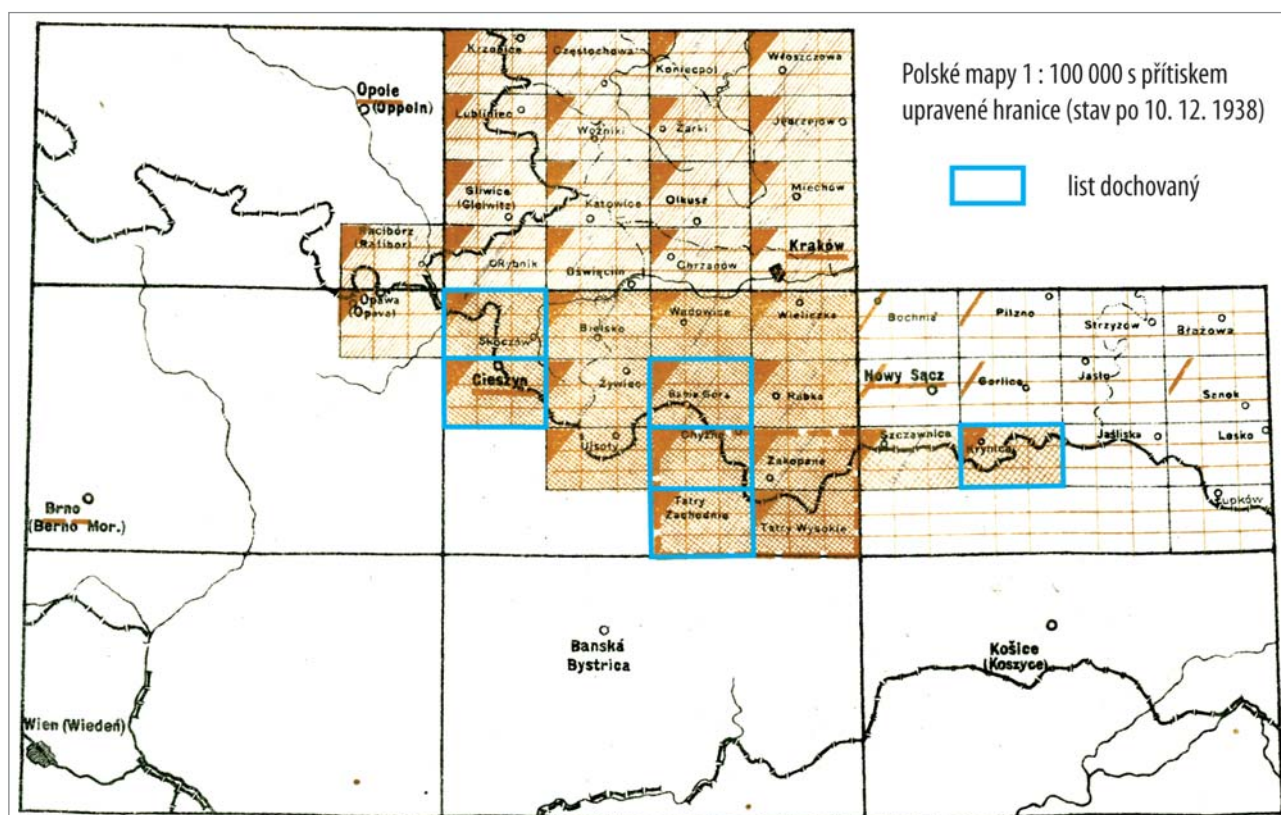 Polské mapy 1 : 100 000 s přítiskem
upravené hranice (stav po 10. 12. 1938)
list dochovaný
Krzepice
Częstochowa
Koniecpol
Włoszczowa
Opole
(Oppeln)
Lubliniec
Woźniki
Żarki
Jędrzejów
Gliwice
(Gleiwitz)
Katowice
Olkusz
Miechów
Racibórz
(Ratibor)
Rybnik
Oświęcim
Chrzanów
Kraków
Opawa
(Opava)
Skoczów
Bielsko
Wadowice
Wieliczka
Bochnia
Pilzno
Strzyżów
Błażowa
Cieszyn
Żywiec
Babia Góra
Rabka
Nowy Sącz
Gorlice
Jasło
Sanok
Ujsoły
Chyżne
Zakopane
Szczawnica
Krynica
Jaśliska
Lesko
Brno
(Berno Mor.)
Tatry
Zachodnie
Tatry Wysokie
Łupków
Banská
Bystrica
Košice
(Koszyce)
Wien (Wiedeń)